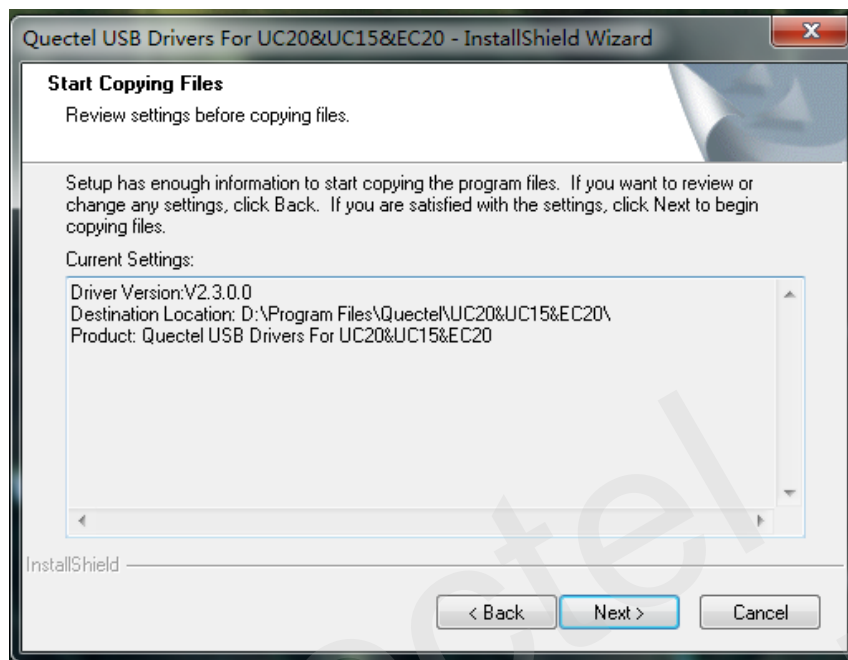 Quectel USB Drivers For UC20&UC15&EC20 - InstallShield Wizard
Start Copying Files
Review settings before copying files.
Setup has enough information to start copying the program files.  If you want to review or
change any settings, click Back.  If you are satisfied with the settings, click Next to begin
copying files.
Current Settings:
Driver Version:V2.3.0.0
Destination Location: D:\Program Files\Quectel\UC20&UC15&EC20\
Product: Quectel USB Drivers For UC20&UC15&EC20
InstallShield
< Back
Next >
Cancel